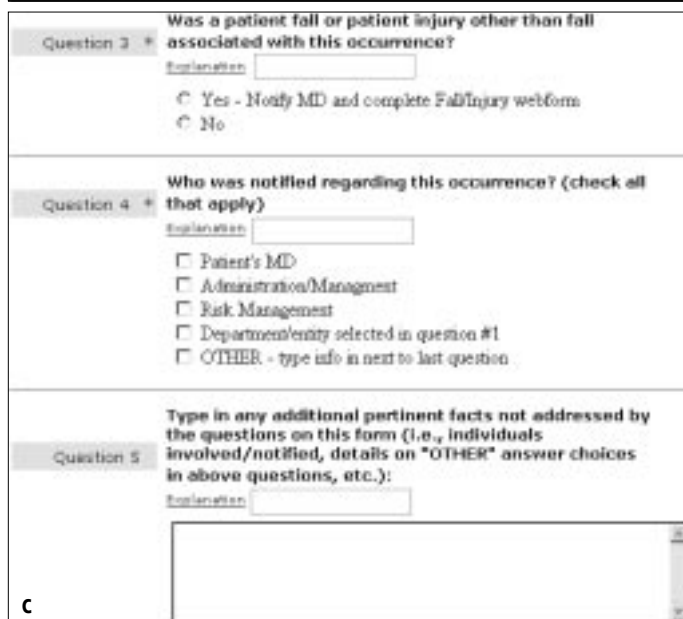 Was a patient fall or patient injury other than fall
Question 3 * associated with this occurrence?
Explanation
Yes - Notify MD and complete Fall/Injury webform
No
Who was notified regarding this occurrence? (check all
Question 4 * that apply)
Explanation
Patient's MD
Administration/Managment
Risk Management
Department/entity selected in question #1
OTHER - type info in next to last question
Type in any additional pertinent facts not addressed by
the questions on this form (i.e., individuals
Question 5 involved/notified, details on "OTHER" answer choices
in above questions, etc.):
Explanation
C